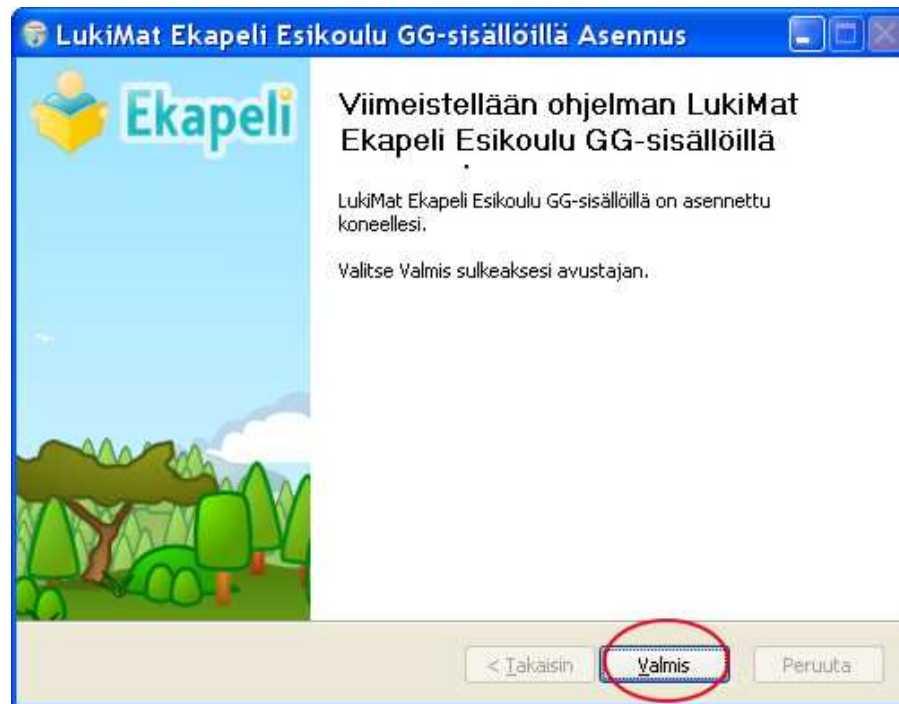 LukiMat Ekapeli Esikoulu GG-sisällöillä Asennus
Ekapeli
Viimeistellään ohjelman LukiMat
Ekapeli Esikoulu GG-sisällöillä
LukiMat Ekapeli Esikoulu GG-sisällöillä on asennettu
koneellesi.
Valitse Valmis sulkeaksesi avustajan.
< Takaisin Valmis Peruuta